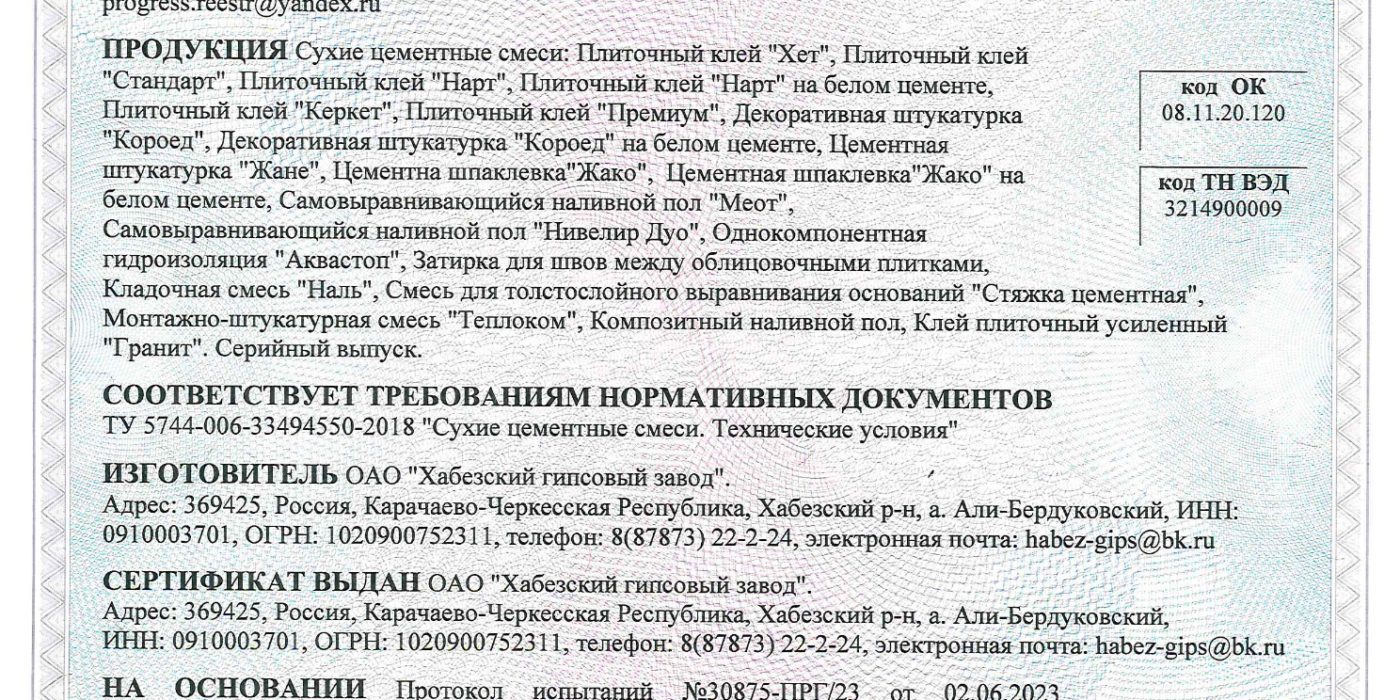 progress.reestr@yandex.ru
ПРОДУКЦИЯ Сухие цементные смеси: Плиточный клей "Хет", Плиточный клей
"Стандарт", Плиточный клей "Нарт", Плиточный клей "Нарт" на белом цементе,
Плиточный клей "Керкет", Плиточный клей "Премиум", Декоративная штукатурка
"Короед", Декоративная штукатурка "Короед" на белом цементе, Цементная
штукатурка "Жане", Цементна шпаклевка"Жако", Цементная шпаклевка"Жако" на
белом цементе, Самовыравнивающийся наливной пол "Меот",
Самовыравнивающийся наливной пол "Нивелир Дуо", Однокомпонентная
гидроизоляция "Аквастоп", Затирка для швов между облицовочными плитками,
Кладочная смесь "Наль", Смесь для толстослойного выравнивания оснований "Стяжка цементная",
Монтажно-штукатурная смесь "Теплоком", Композитный наливной пол, Клей плиточный усиленный
"Гранит". Серийный выпуск.
код ОК
08.11.20.120
код ТН ВЭД
3214900009
СООТВЕТСТВУЕТ ТРЕБОВАНИЯМ НОРМАТИВНЫХ ДОКУМЕНТОВ
ТУ 5744-006-33494550-2018 "Сухие цементные смеси. Технические условия"
ИЗГОТОВИТЕЛЬ ОАО "Хабезский гипсовый завод".
Адрес: 369425, Россия, Карачаево-Черкесская Республика, Хабезский р-н, а. Али-Бердуковский, ИНН:
0910003701, ОГРН: 1020900752311, телефон: 8(87873) 22-2-24, электронная почта: habez-gips@bk.ru
СЕРТИФИКАТ ВЫДАН ОАО "Хабезский гипсовый завод".
Адрес: 369425, Россия, Карачаево-Черкесская Республика, Хабезский р-н, а. Али-Бердуковский,
ИНН: 0910003701, ОГРН: 1020900752311, телефон: 8(87873) 22-2-24, электронная почта: habez-gips@bk.ru
НА ОСНОВАНИИ Протокол испытаний №30875-ПРГ/23 от 02.06.2023